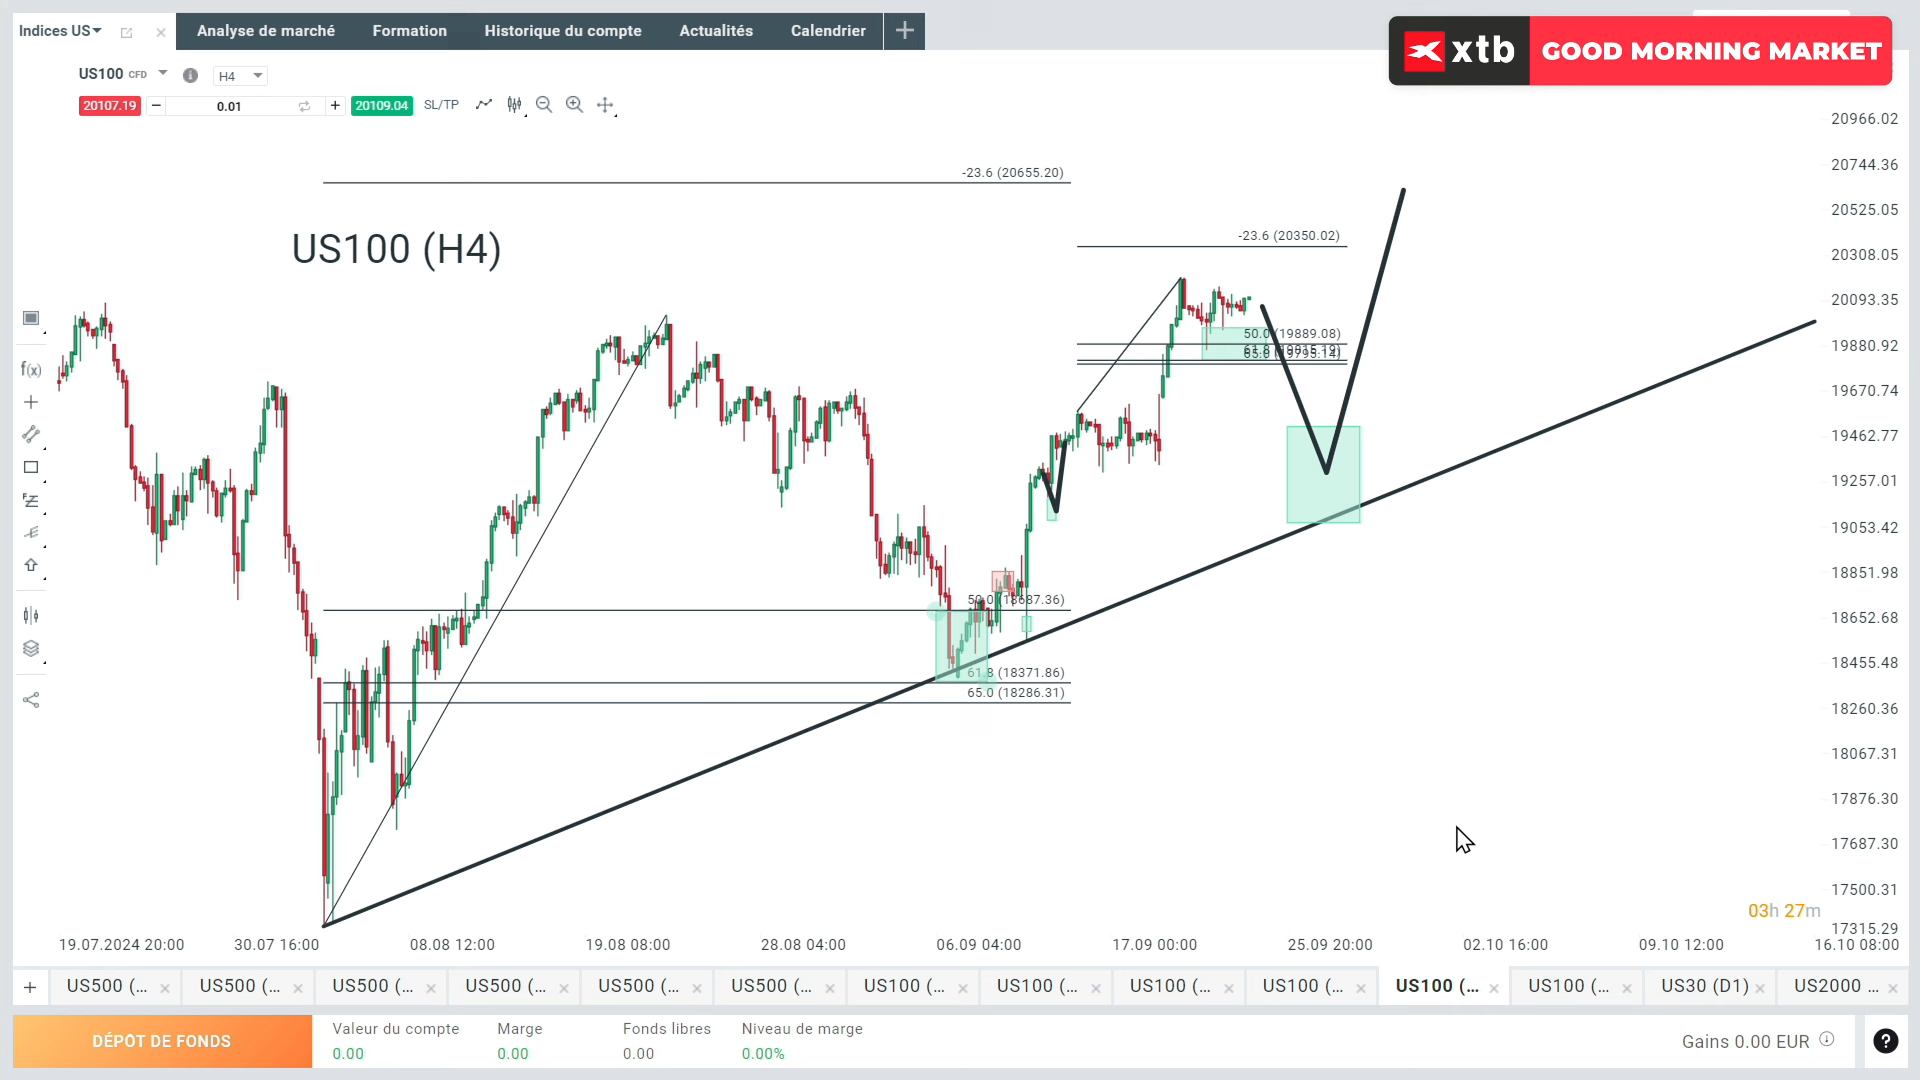 Indices US
Analyse de marché
Formation
Historique du compte
Actualités
Calendrier
xtb
GOOD MORNING MARKET
US100 CFD
H4
20107.19
0.01
20109.04
SL/TP
20966.02
20744.36
20525.05
20308.05
20093.35
19880.92
19670.74
19462.77
19257.01
19053.42
18851.98
18652.68
18455.48
18260.36
18067.31
17876.30
17687.30
17500.31
17315.29
-23.6 (20655.20)
US100 (H4)
-23.6 (20350.02)
50.0 (19889.08)
65.0 (19795.14)
50.0 (18687.36)
61.8 (18371.86)
65.0 (18286.31)
f(x)
03h 27m
19.07.2024 20:00
30.07 16:00
08.08 12:00
19.08 08:00
28.08 04:00
06.09 04:00
17.09 00:00
25.09 20:00
02.10 16:00
09.10 12:00
16.10 08:00
US500 (...
US500 (...
US500 (...
US500 (...
US500 (...
US500 (...
US100 (...
US100 (...
US100 (...
US100 (...
US100 (...
US100 (...
US30 (D1)
US2000 ...
DÉPÔT DE FONDS
Valeur du compte
0.00
Marge
0.00
Fonds libres
0.00
Niveau de marge
0.00%
Gains 0.00 EUR
?